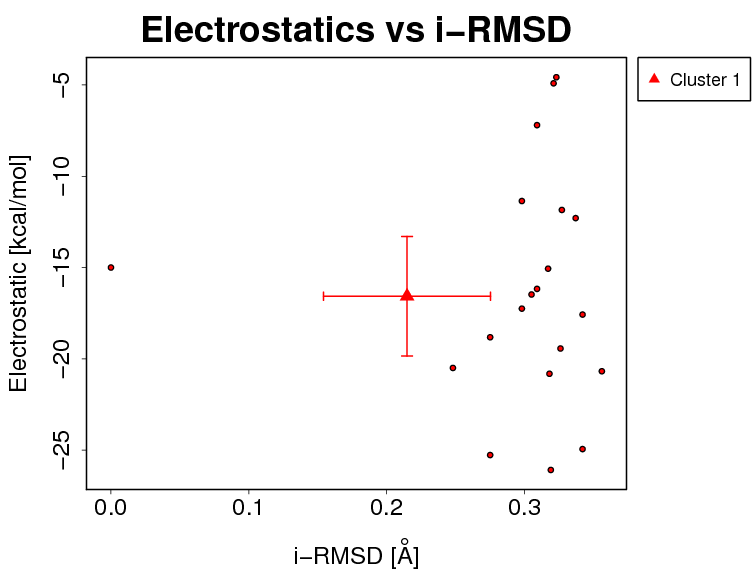 Electrostatics vs i−RMSD
Cluster 1
Electrostatic [kcal/mol]
−5
−10
−15
−20
−25
0.0 0.1 0.2 0.3
i−RMSD [Å]